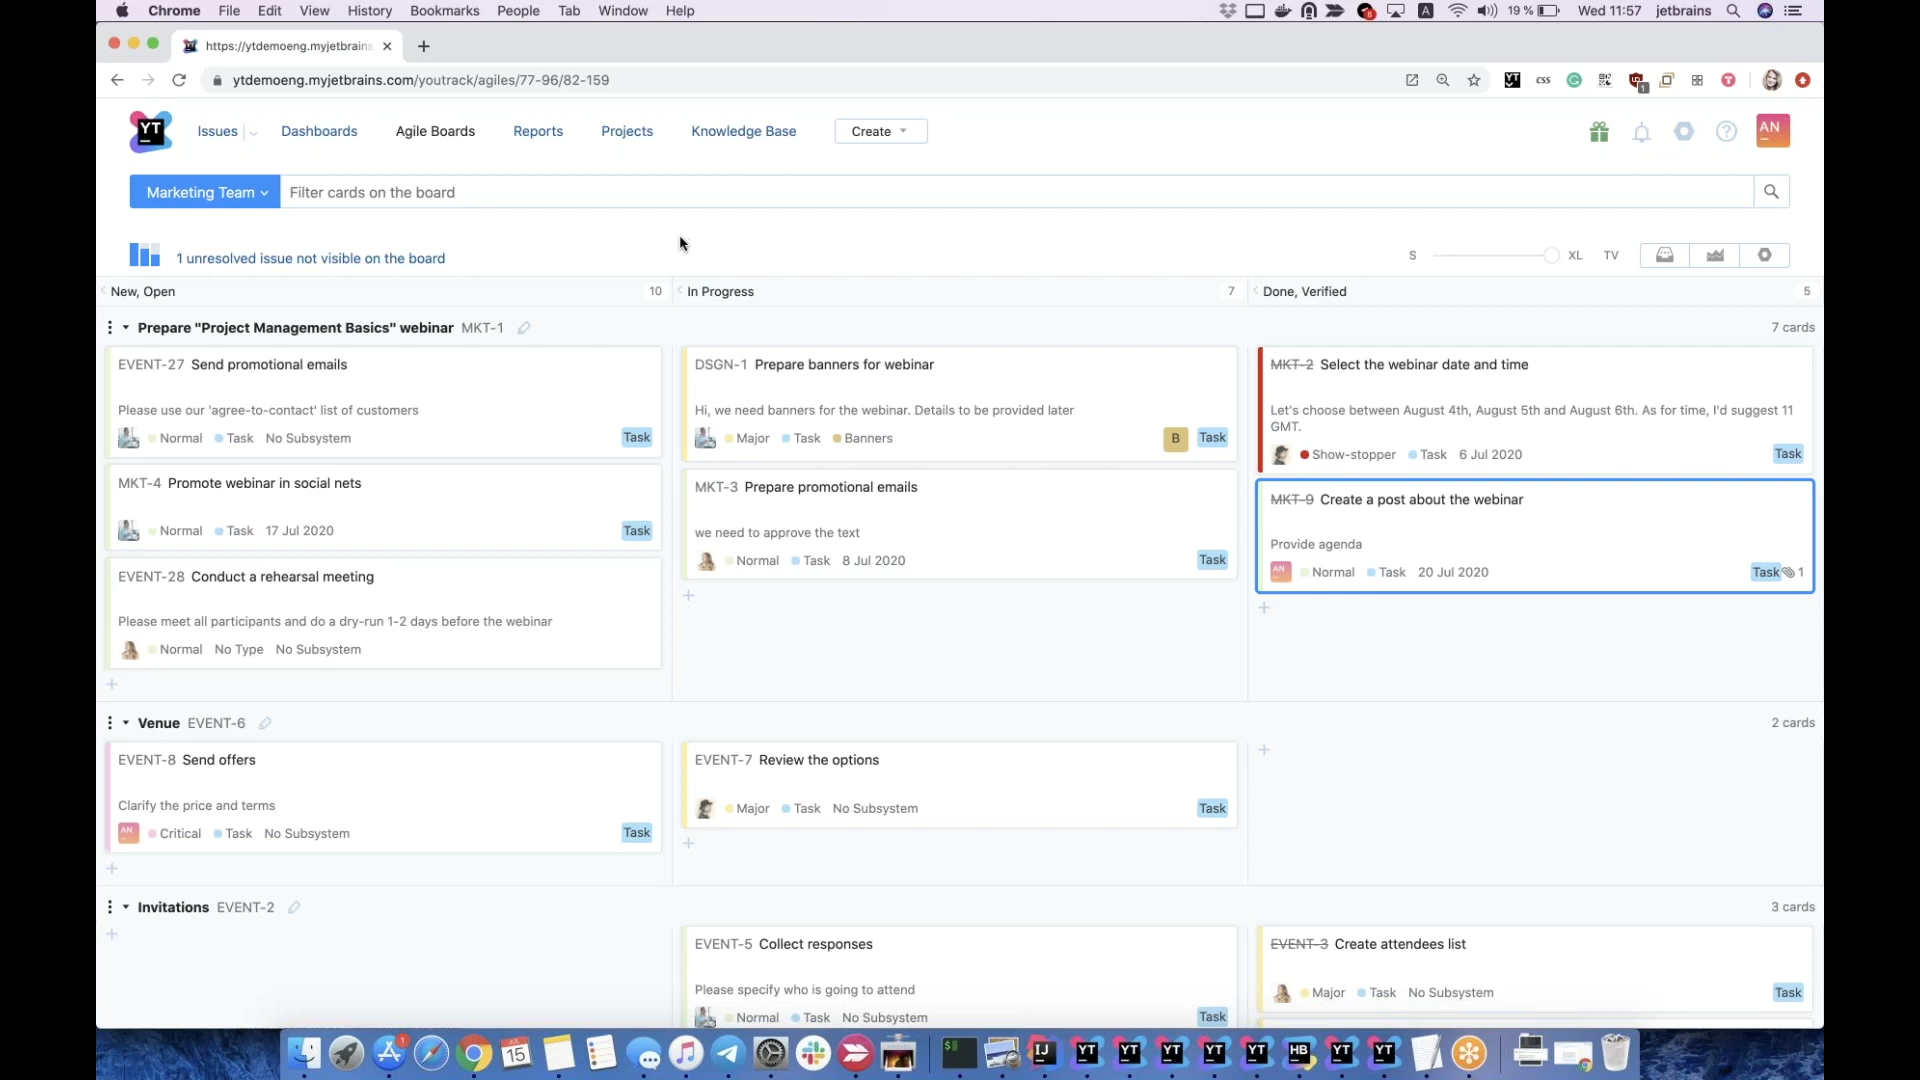 Chrome File Edit View History Bookmarks People Tab Window Help 19 % Wed 11:57 jetbrains
https://ytdemoeng.myjetbrains
ytdemoeng.myjetbrains.com/youtrack/agiles/77-96/82-159
YT Issues Dashboards Agile Boards Reports Projects Knowledge Base Create AN
Marketing Team Filter cards on the board
1 unresolved issue not visible on the board S XL TV
New, Open 10 In Progress 7 Done, Verified 5
Prepare "Project Management Basics" webinar MKT-1 7 cards
EVENT-27 Send promotional emails
Please use our 'agree-to-contact' list of customers
Normal Task No Subsystem Task
MKT-4 Promote webinar in social nets
Normal Task 17 Jul 2020 Task
EVENT-28 Conduct a rehearsal meeting
Please meet all participants and do a dry-run 1-2 days before the webinar
Normal No Type No Subsystem
DSGN-1 Prepare banners for webinar
Hi, we need banners for the webinar. Details to be provided later
Major Task Banners B Task
MKT-3 Prepare promotional emails
we need to approve the text
Normal Task 8 Jul 2020 Task
MKT-2 Select the webinar date and time
Let's choose between August 4th, August 5th and August 6th. As for time, I'd suggest 11
GMT.
Show-stopper Task 6 Jul 2020 Task
MKT-9 Create a post about the webinar
Provide agenda
AN Normal Task 20 Jul 2020 Task 1
Venue EVENT-6 2 cards
EVENT-8 Send offers
Clarify the price and terms
AN Critical Task No Subsystem Task
EVENT-7 Review the options
Major Task No Subsystem Task
Invitations EVENT-2 3 cards
EVENT-5 Collect responses
Please specify who is going to attend
Normal Task No Subsystem Task
EVENT-3 Create attendees list
Major Task No Subsystem Task
1 15 $ IJ YT YT YT YT YT HB YT YT